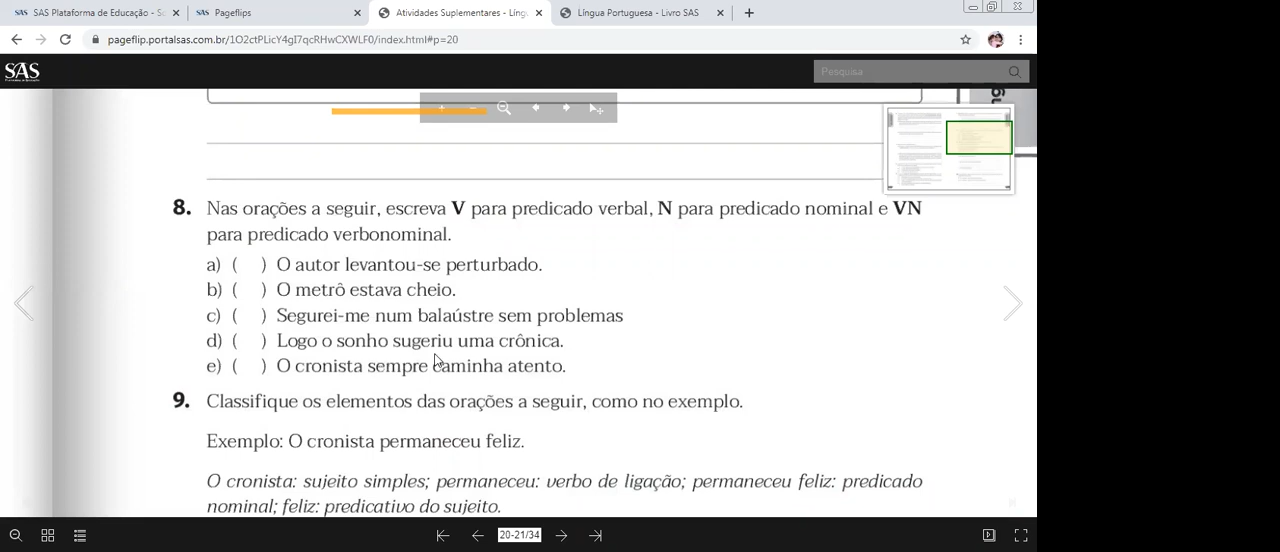 SAS Plataforma de Educação - Sc
Pageflips
Atividades Suplementares - Líng
Língua Portuguesa - Livro SAS
pageflip.portalsas.com.br/1O2ctPLicY4gI7qcRHwCXWLF0/index.html#p=20
SAS
Pesquisa
8. Nas orações a seguir, escreva V para predicado verbal, N para predicado nominal e VN
para predicado verbonominal.
a) ( ) O autor levantou-se perturbado.
b) ( ) O metrô estava cheio.
c) ( ) Segurei-me num balaústre sem problemas
d) ( ) Logo o sonho sugeriu uma crônica.
e) ( ) O cronista sempre caminha atento.
9. Classifique os elementos das orações a seguir, como no exemplo.
Exemplo: O cronista permaneceu feliz.
O cronista: sujeito simples; permaneceu: verbo de ligação; permaneceu feliz: predicado
nominal; feliz: predicativo do sujeito.
20-21/34